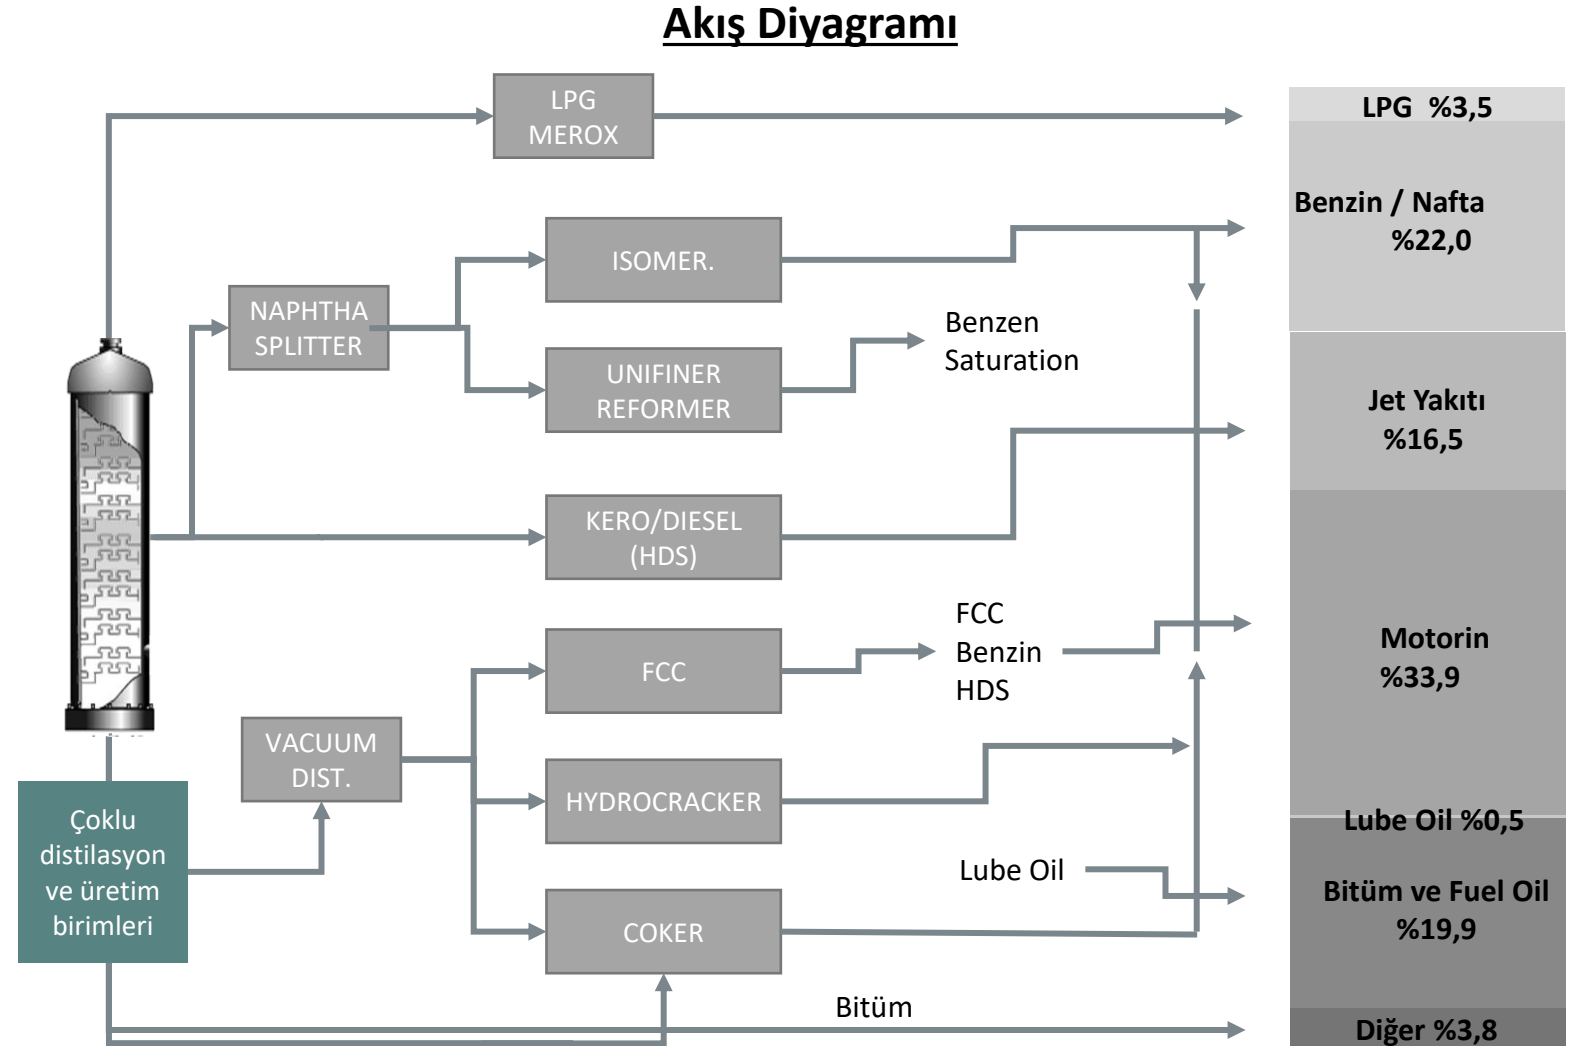 Akış Diyagramı
LPG
MEROX
LPG %3,5
Benzin / Nafta
%22,0
ISOMER.
NAPHTHA
SPLITTER
Benzen
Saturation
UNIFINER
REFORMER
Jet Yakıtı
%16,5
KERO/DIESEL
(HDS)
FCC
Benzin
HDS
FCC
Motorin
%33,9
VACUUM
DIST.
HYDROCRACKER
Çoklu
distilasyon
ve üretim
birimleri
Lube Oil %0,5
Lube Oil
Bitüm ve Fuel Oil
%19,9
COKER
Bitüm
Diğer %3,8